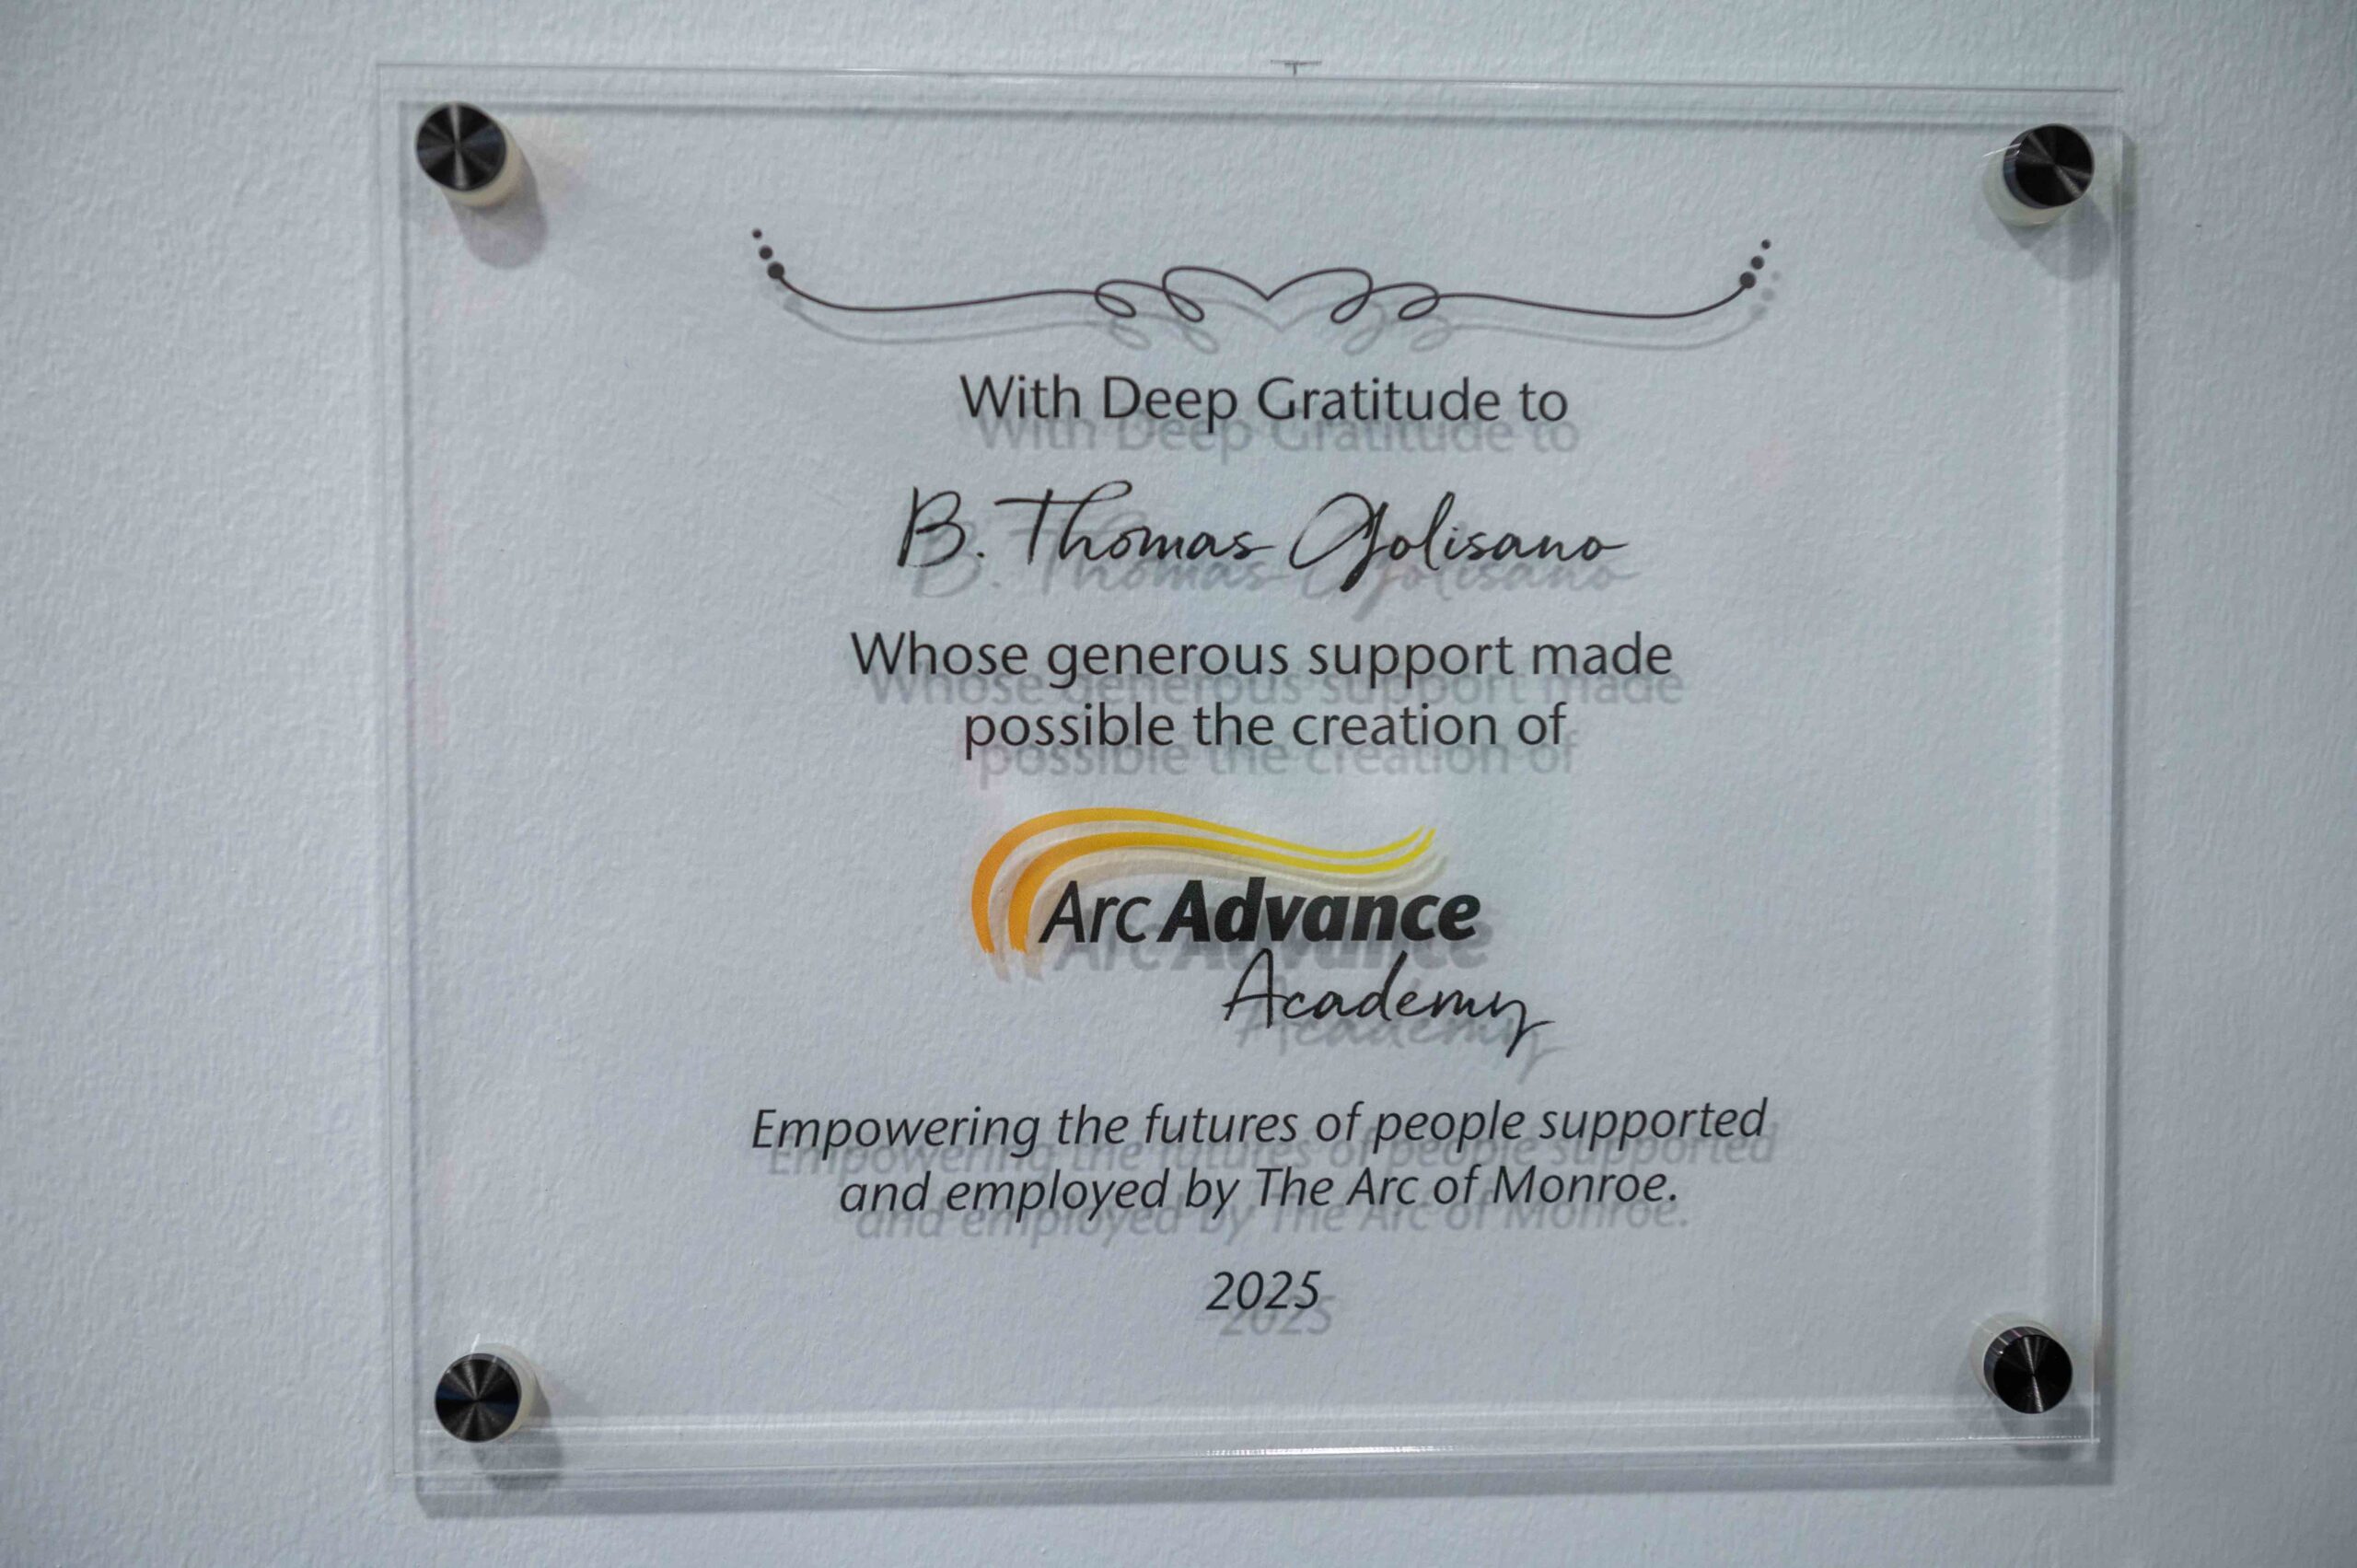 With Deep Gratitude to
B. Thomas Golisano
Whose generous support made
possible the creation of
Arc Advance
Academy
Empowering the futures of people supported
and employed by The Arc of Monroe.
2025